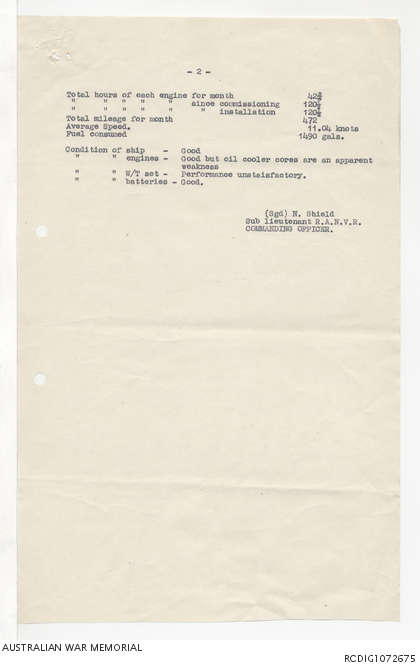 - 2 -
Total hours of each engine for month 42¾
" " " " " since commissioning 120½
" " " " " " installation 120½
Total mileage for month 472
Average Speed. 11.04 knots
Fuel consumed 1490 gals.
Condition of ship - Good
" " engines - Good but oil cooler cores are an apparent
weakness
" " W/T set - Performance unstaisfactory.
" " batteries - Good.
(Sgd) N. Shield
Sub lieutenant R.A.N.V.R.
COMMANDING OFFICER.
AUSTRALIAN WAR MEMORIAL
RCDIG1072675